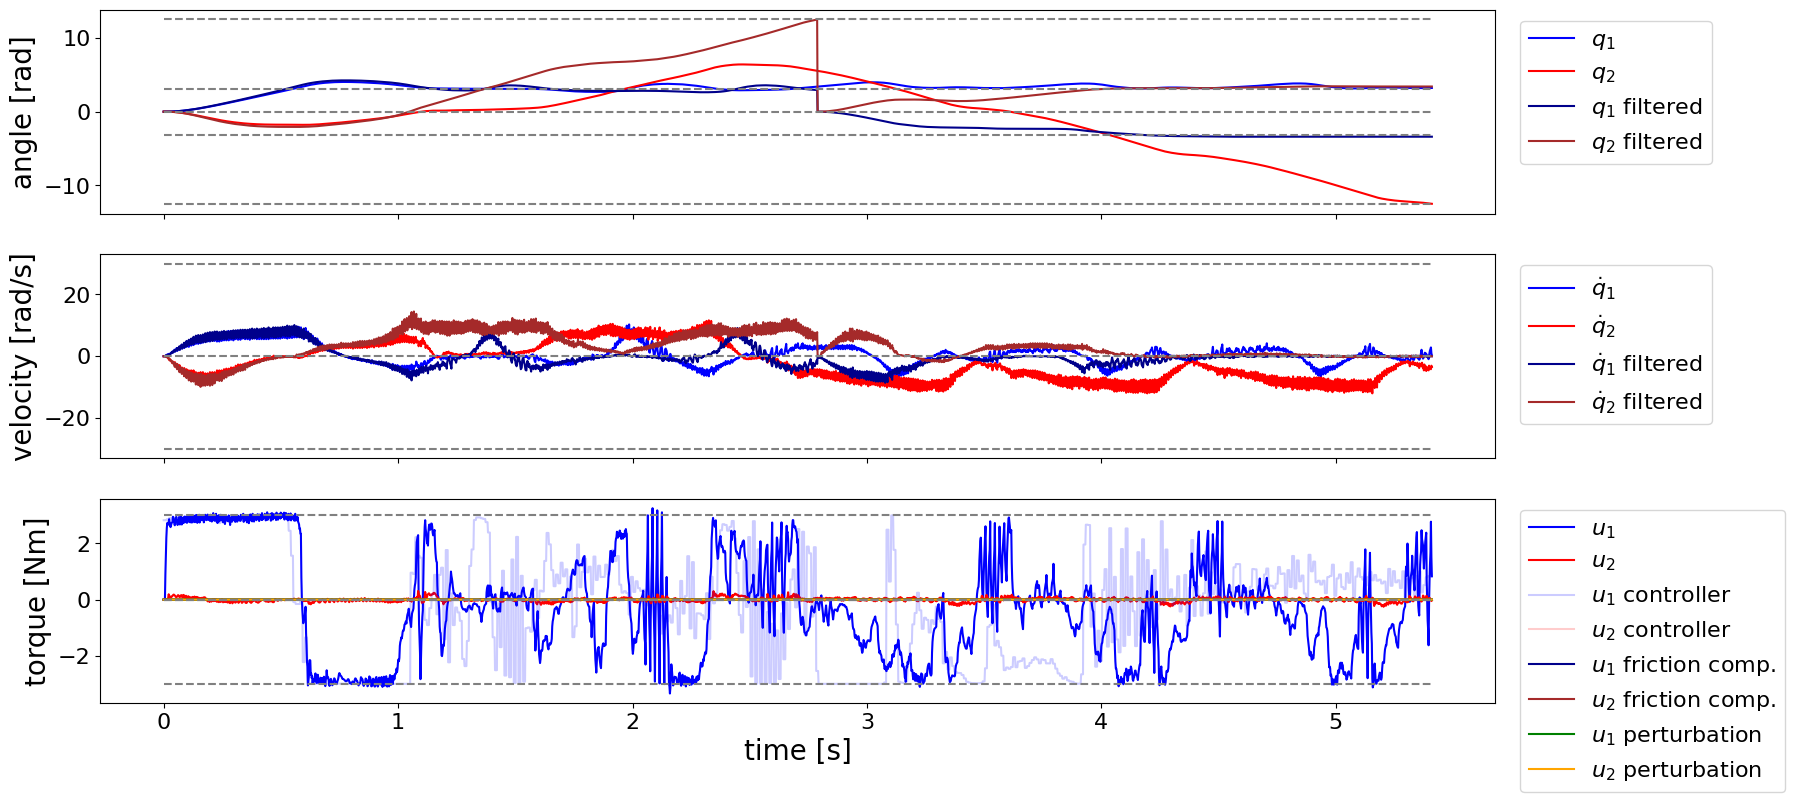 angle [rad]
10
0
−10
q₁
q₂
q₁ filtered
q₂ filtered
velocity [rad/s]
20
0
−20
q̇₁
q̇₂
q̇₁ filtered
q̇₂ filtered
torque [Nm]
2
0
−2
0 1 2 3 4 5
time [s]
u₁
u₂
u₁ controller
u₂ controller
u₁ friction comp.
u₂ friction comp.
u₁ perturbation
u₂ perturbation